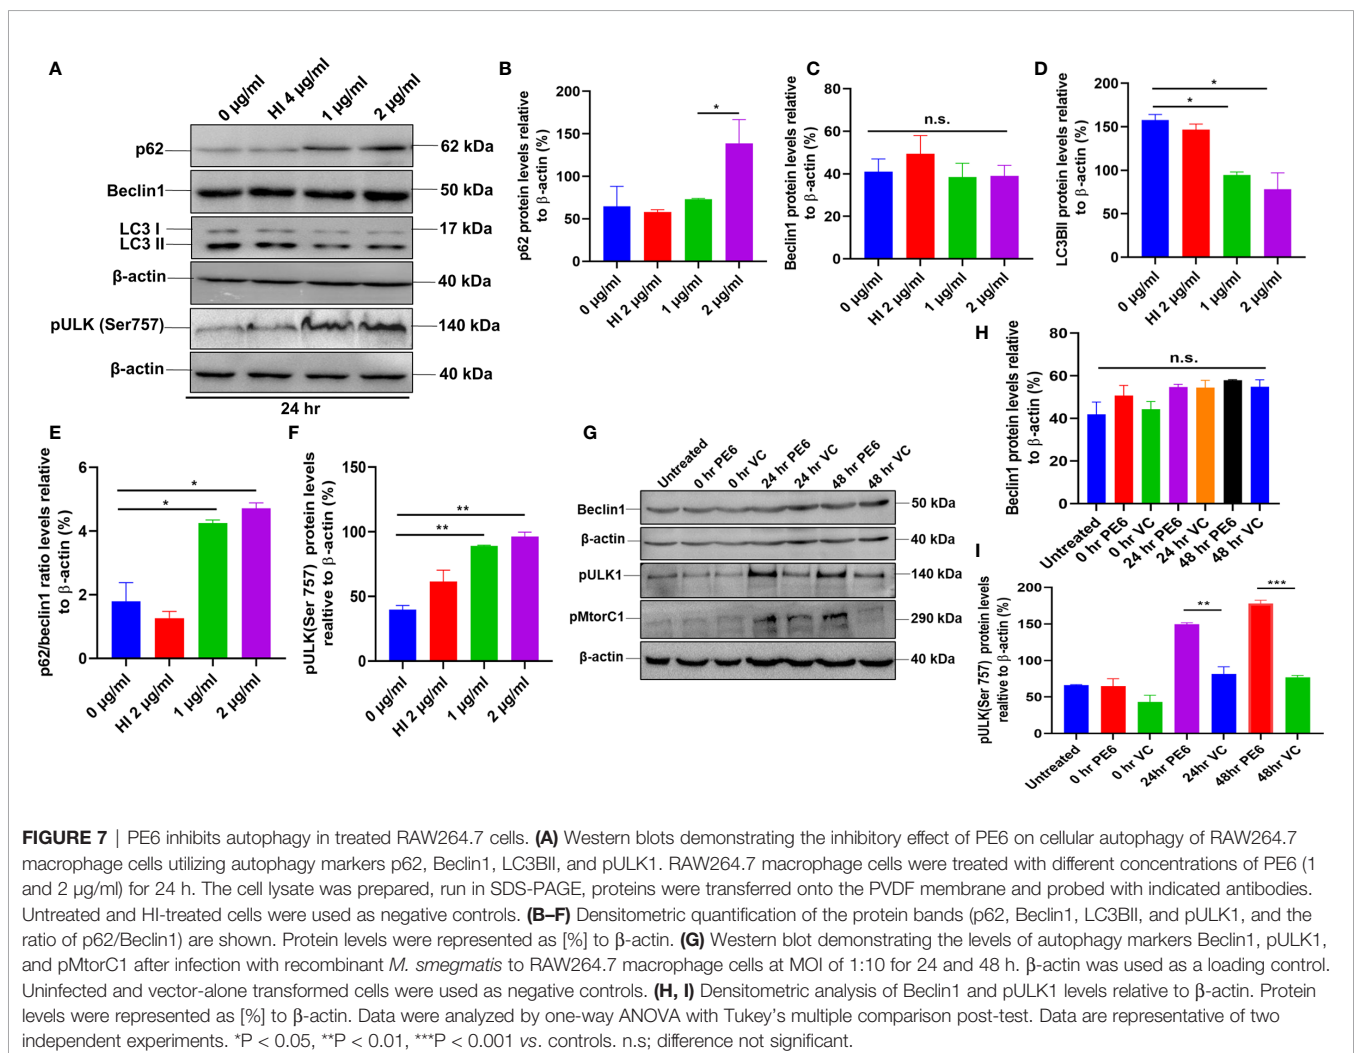 A
0 µg/ml
HI 4 µg/ml
1 µg/ml
2 µg/ml
p62
62 kDa
Beclin1
50 kDa
LC3 I
17 kDa
LC3 II
β-actin
40 kDa
pULK (Ser757)
140 kDa
β-actin
40 kDa
24 hr
B
p62 protein levels relative
to β-actin (%)
200
150
100
50
0
*
0 µg/ml
HI 2 µg/ml
1 µg/ml
2 µg/ml
C
Beclin1 protein levels relative
to β-actin (%)
80
60
40
20
0
n.s.
0 µg/ml
HI 2 µg/ml
1 µg/ml
2 µg/ml
D
LC3BII protein levels relative
to β-actin (%)
200
150
100
50
0
*
*
0 µg/ml
HI 2 µg/ml
1 µg/ml
2 µg/ml
E
p62/beclin1 ratio levels relative
to β-actin (%)
6
4
2
0
*
*
0 µg/ml
HI 2 µg/ml
1 µg/ml
2 µg/ml
F
pULK(Ser 757) protein levels
realtive to β-actin (%)
150
100
50
0
**
**
0 µg/ml
HI 2 µg/ml
1 µg/ml
2 µg/ml
G
Untreated
0 hr PE6
0 hr VC
24 hr PE6
24 hr VC
48 hr PE6
48 hr VC
Beclin1
50 kDa
β-actin
40 kDa
pULK1
140 kDa
pMtorC1
290 kDa
β-actin
40 kDa
H
Beclin1 protein levels relative
to β-actin (%)
80
60
40
20
0
n.s.
Untreated
0 hr PE6
0 hr VC
24 hr PE6
24 hr VC
48 hr PE6
48 hr VC
I
pULK(Ser 757) protein levels
realtive to β-actin (%)
200
150
100
50
0
**
***
Untreated
0 hr PE6
0 hr VC
24hr PE6
24hr VC
48hr PE6
48hr VC
FIGURE 7 | PE6 inhibits autophagy in treated RAW264.7 cells. (A) Western blots demonstrating the inhibitory effect of PE6 on cellular autophagy of RAW264.7
macrophage cells utilizing autophagy markers p62, Beclin1, LC3BII, and pULK1. RAW264.7 macrophage cells were treated with different concentrations of PE6 (1
and 2 µg/ml) for 24 h. The cell lysate was prepared, run in SDS-PAGE, proteins were transferred onto the PVDF membrane and probed with indicated antibodies.
Untreated and HI-treated cells were used as negative controls. (B–F) Densitometric quantification of the protein bands (p62, Beclin1, LC3BII, and pULK1, and the
ratio of p62/Beclin1) are shown. Protein levels were represented as [%] to β-actin. (G) Western blot demonstrating the levels of autophagy markers Beclin1, pULK1,
and pMtorC1 after infection with recombinant M. smegmatis to RAW264.7 macrophage cells at MOI of 1:10 for 24 and 48 h. β-actin was used as a loading control.
Uninfected and vector-alone transformed cells were used as negative controls. (H, I) Densitometric analysis of Beclin1 and pULK1 levels relative to β-actin. Protein
levels were represented as [%] to β-actin. Data were analyzed by one-way ANOVA with Tukey's multiple comparison post-test. Data are representative of two
independent experiments. *P < 0.05, **P < 0.01, ***P < 0.001 vs. controls. n.s; difference not significant.